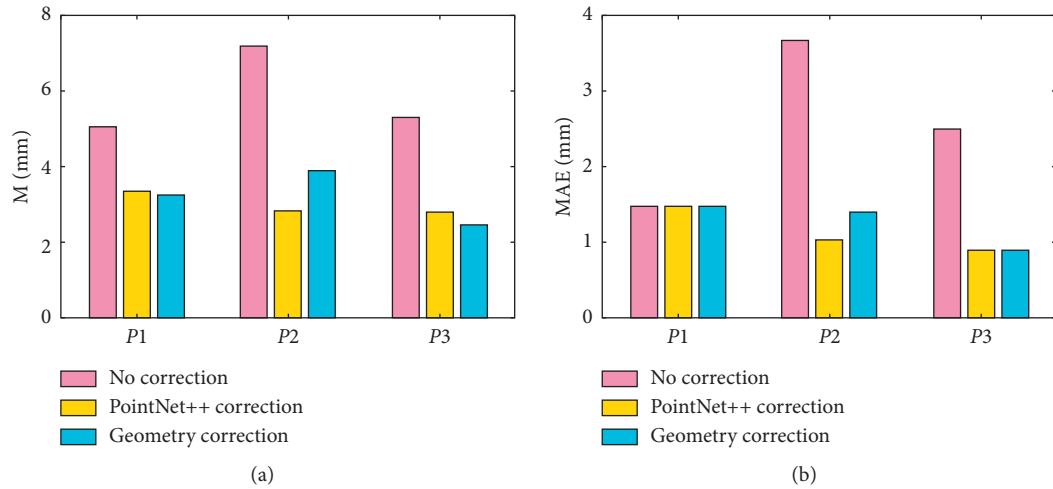 8
6
4
2
0
M (mm)
P1
P2
P3
No correction
PointNet++ correction
Geometry correction
(a)
4
3
2
1
0
MAE (mm)
P1
P2
P3
No correction
PointNet++ correction
Geometry correction
(b)